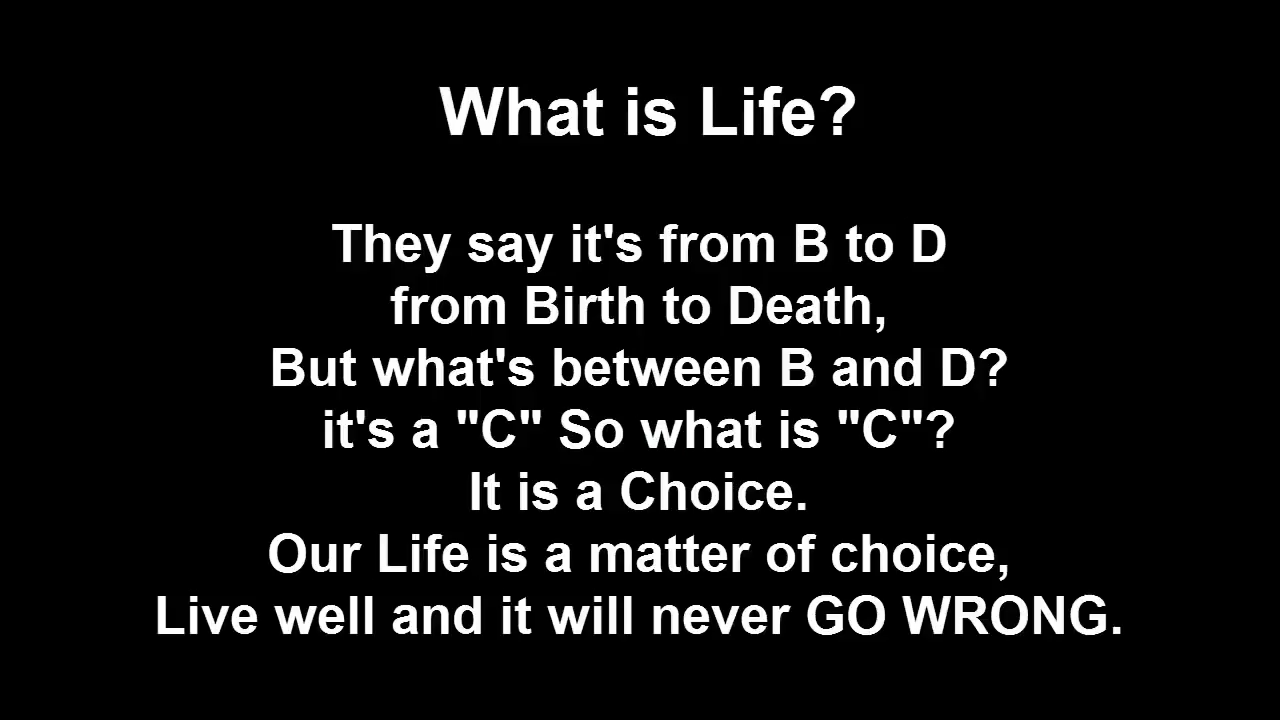 What is Life?
They say it's from B to D
from Birth to Death,
But what's between B and D?
it's a "C" So what is "C"?
It is a Choice.
Our Life is a matter of choice,
Live well and it will never GO WRONG.